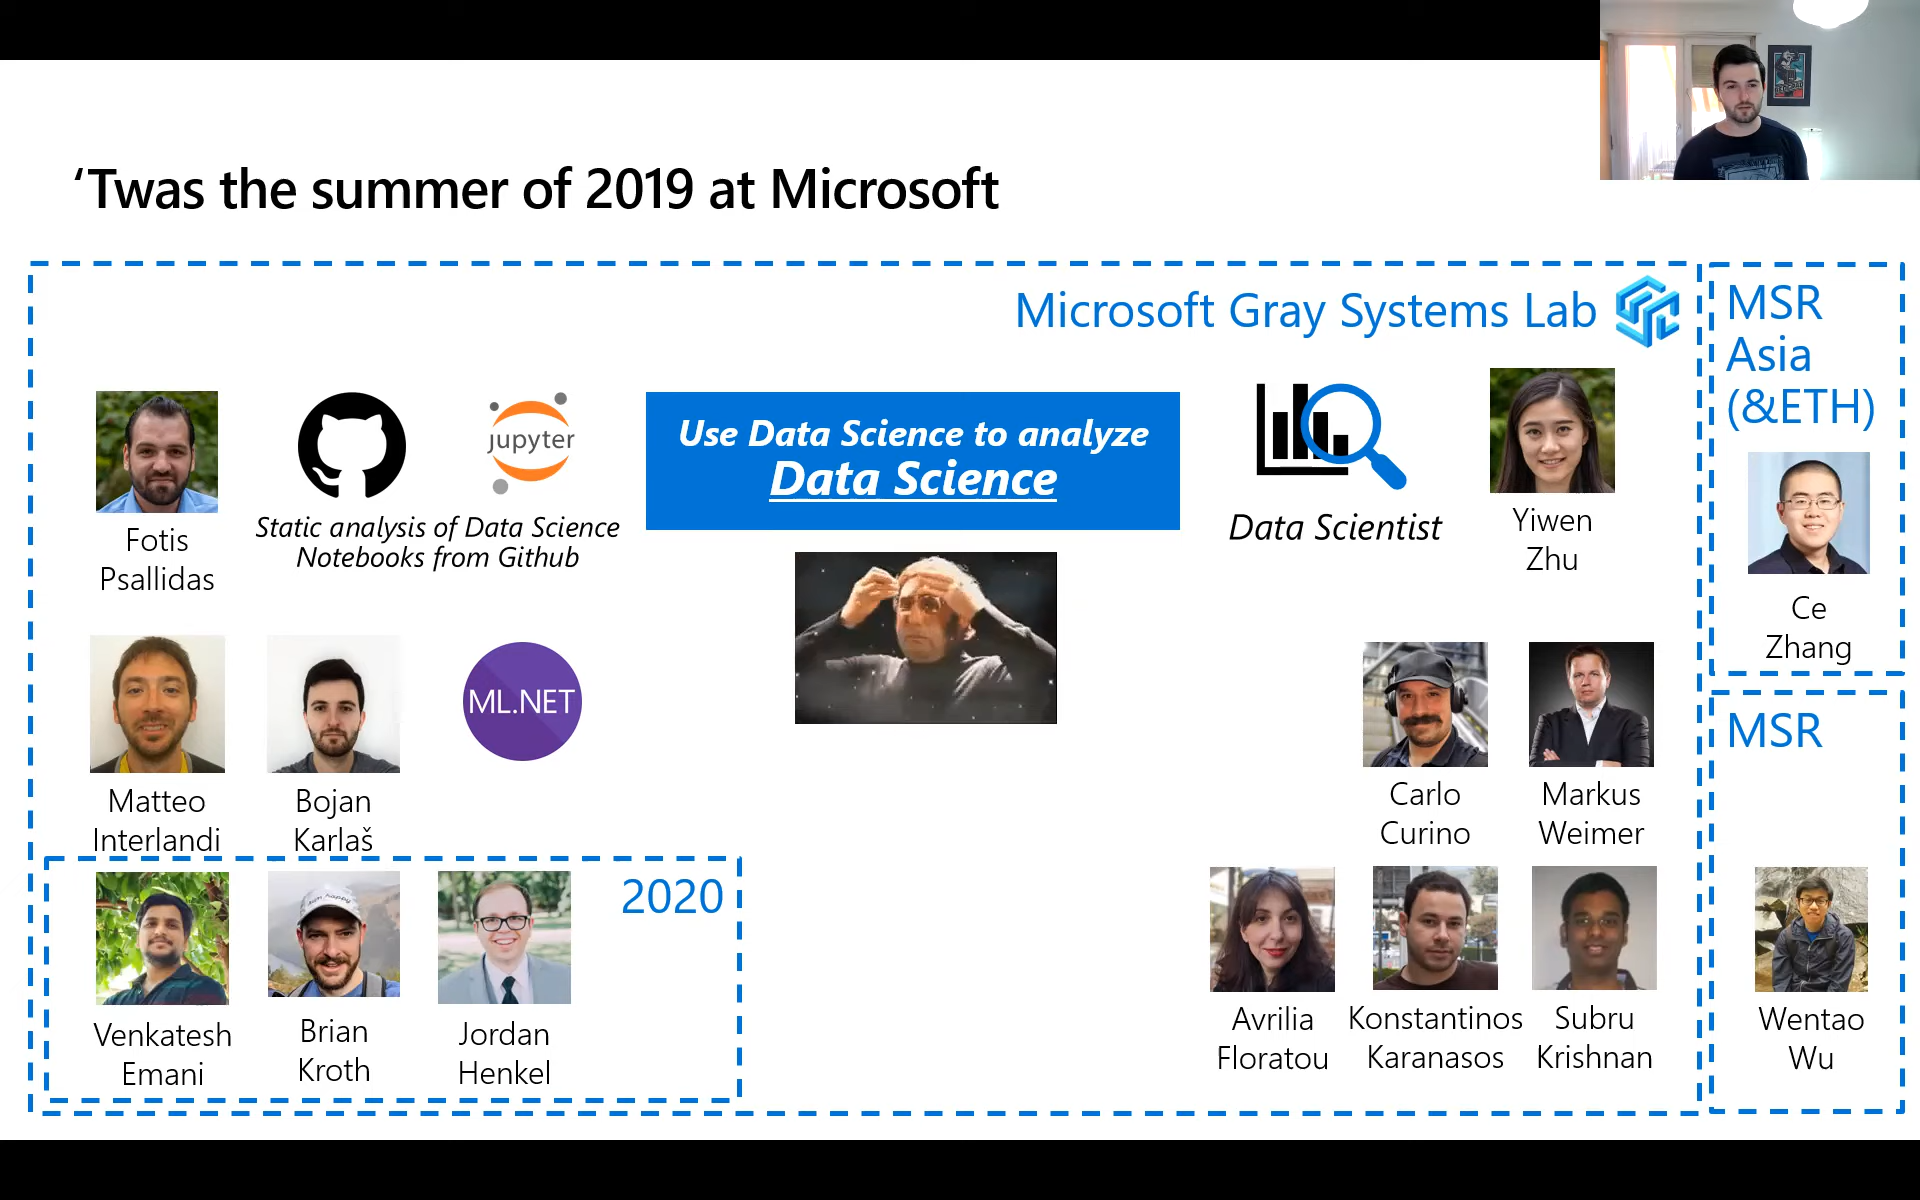 ‘Twas the summer of 2019 at Microsoft
Microsoft Gray Systems Lab
MSR
Asia
(&ETH)
jupyter
Static analysis of Data Science
Notebooks from Github
Use Data Science to analyze
Data Science
Data Scientist
Fotis
Psallidas
Yiwen
Zhu
Ce
Zhang
ML.NET
Matteo
Interlandi
Bojan
Karlaš
Carlo
Curino
Markus
Weimer
MSR
2020
Venkatesh
Emani
Brian
Kroth
Jordan
Henkel
Avrilia
Floratou
Konstantinos
Karanasos
Subru
Krishnan
Wentao
Wu